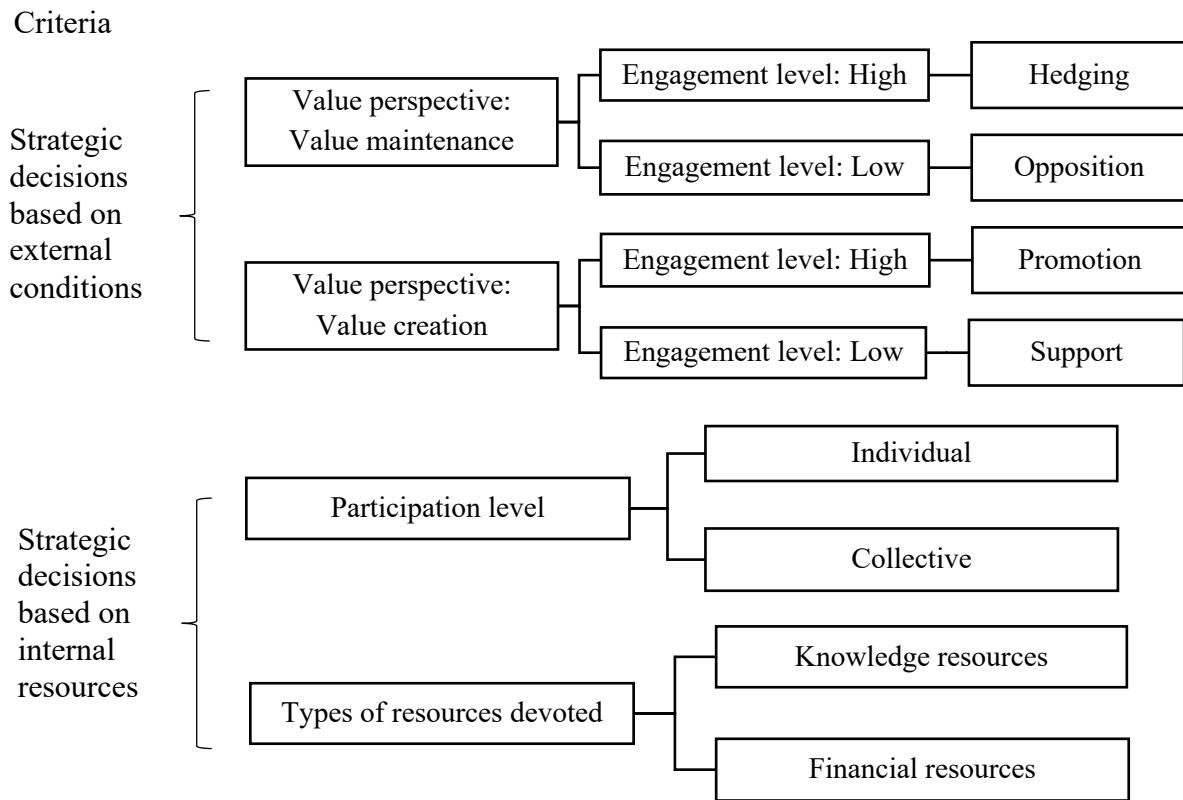 Criteria
Strategic
decisions
based on
external
conditions
Value perspective:
Value maintenance
Engagement level: High
Hedging
Engagement level: Low
Opposition
Value perspective:
Value creation
Engagement level: High
Promotion
Engagement level: Low
Support
Strategic
decisions
based on
internal
resources
Participation level
Individual
Collective
Types of resources devoted
Knowledge resources
Financial resources